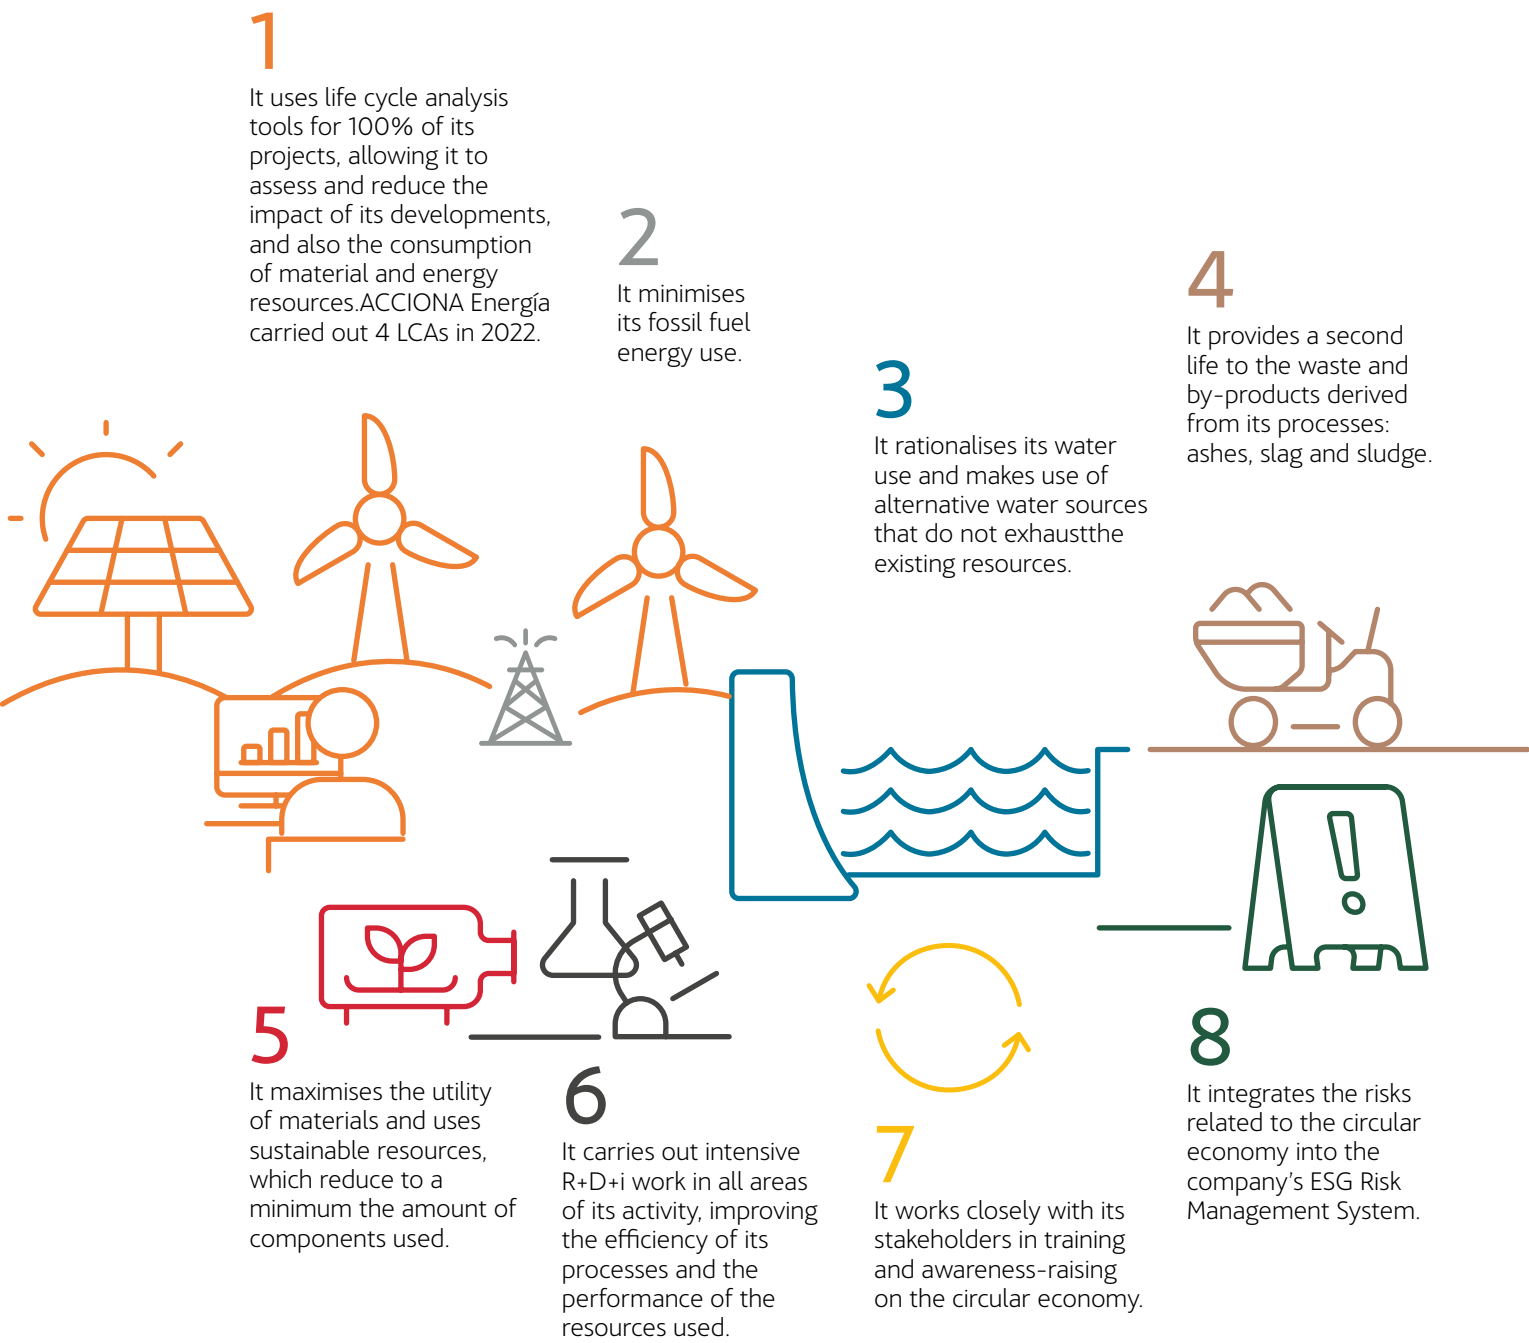 1
It uses life cycle analysis
tools for 100% of its
projects, allowing it to
assess and reduce the
impact of its developments,
and also the consumption
of material and energy
resources.ACCIONA Energía
carried out 4 LCAs in 2022.
2
It minimises
its fossil fuel
energy use.
3
It rationalises its water
use and makes use of
alternative water sources
that do not exhaustthe
existing resources.
4
It provides a second
life to the waste and
by-products derived
from its processes:
ashes, slag and sludge.
5
It maximises the utility
of materials and uses
sustainable resources,
which reduce to a
minimum the amount of
components used.
6
It carries out intensive
R+D+i work in all areas
of its activity, improving
the efficiency of its
processes and the
performance of the
resources used.
7
It works closely with its
stakeholders in training
and awareness-raising
on the circular economy.
8
It integrates the risks
related to the circular
economy into the
company’s ESG Risk
Management System.